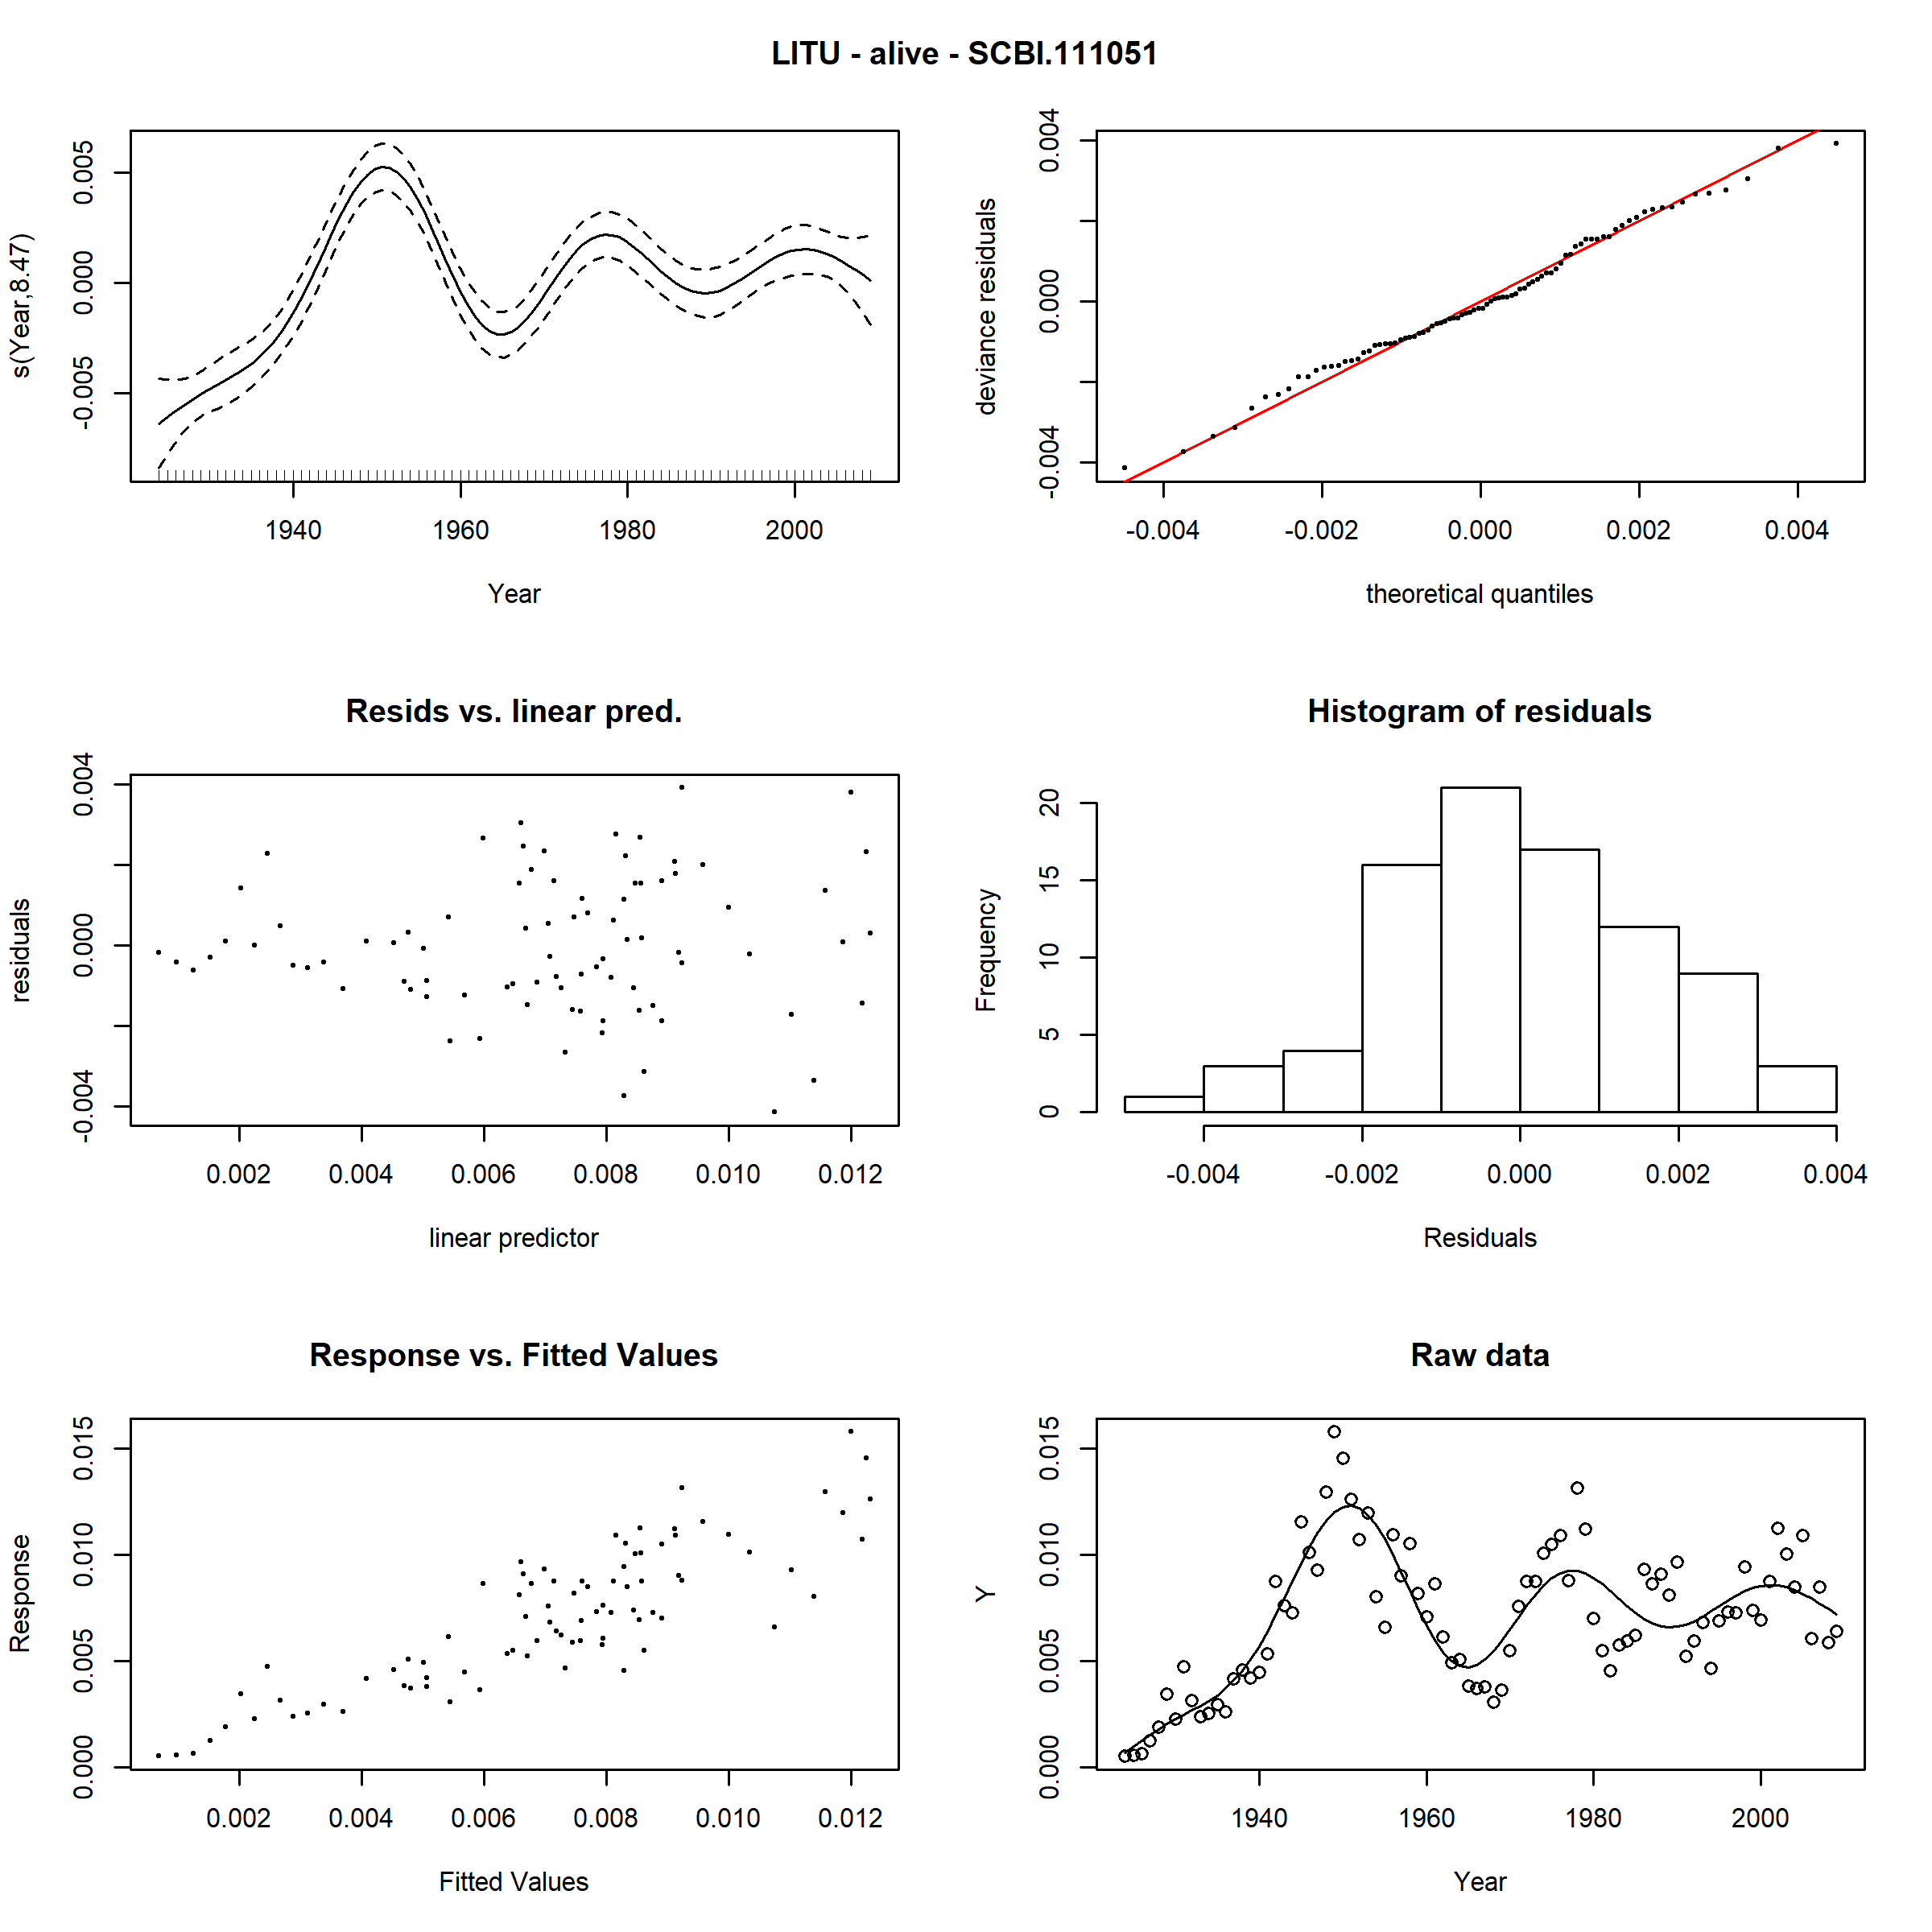 LITU - alive - SCBI.111051
s(Year,8.47)
0.005
0.000
-0.005
1940 1960 1980 2000
Year
deviance residuals
0.004
0.000
-0.004
-0.004 -0.002 0.000 0.002 0.004
theoretical quantiles
Resids vs. linear pred.
residuals
0.004
0.000
-0.004
0.002 0.004 0.006 0.008 0.010 0.012
linear predictor
Histogram of residuals
Frequency
20
15
10
5
0
-0.004 -0.002 0.000 0.002 0.004
Residuals
Response vs. Fitted Values
Response
0.015
0.010
0.005
0.000
0.002 0.004 0.006 0.008 0.010 0.012
Fitted Values
Raw data
Y
0.015
0.010
0.005
0.000
1940 1960 1980 2000
Year